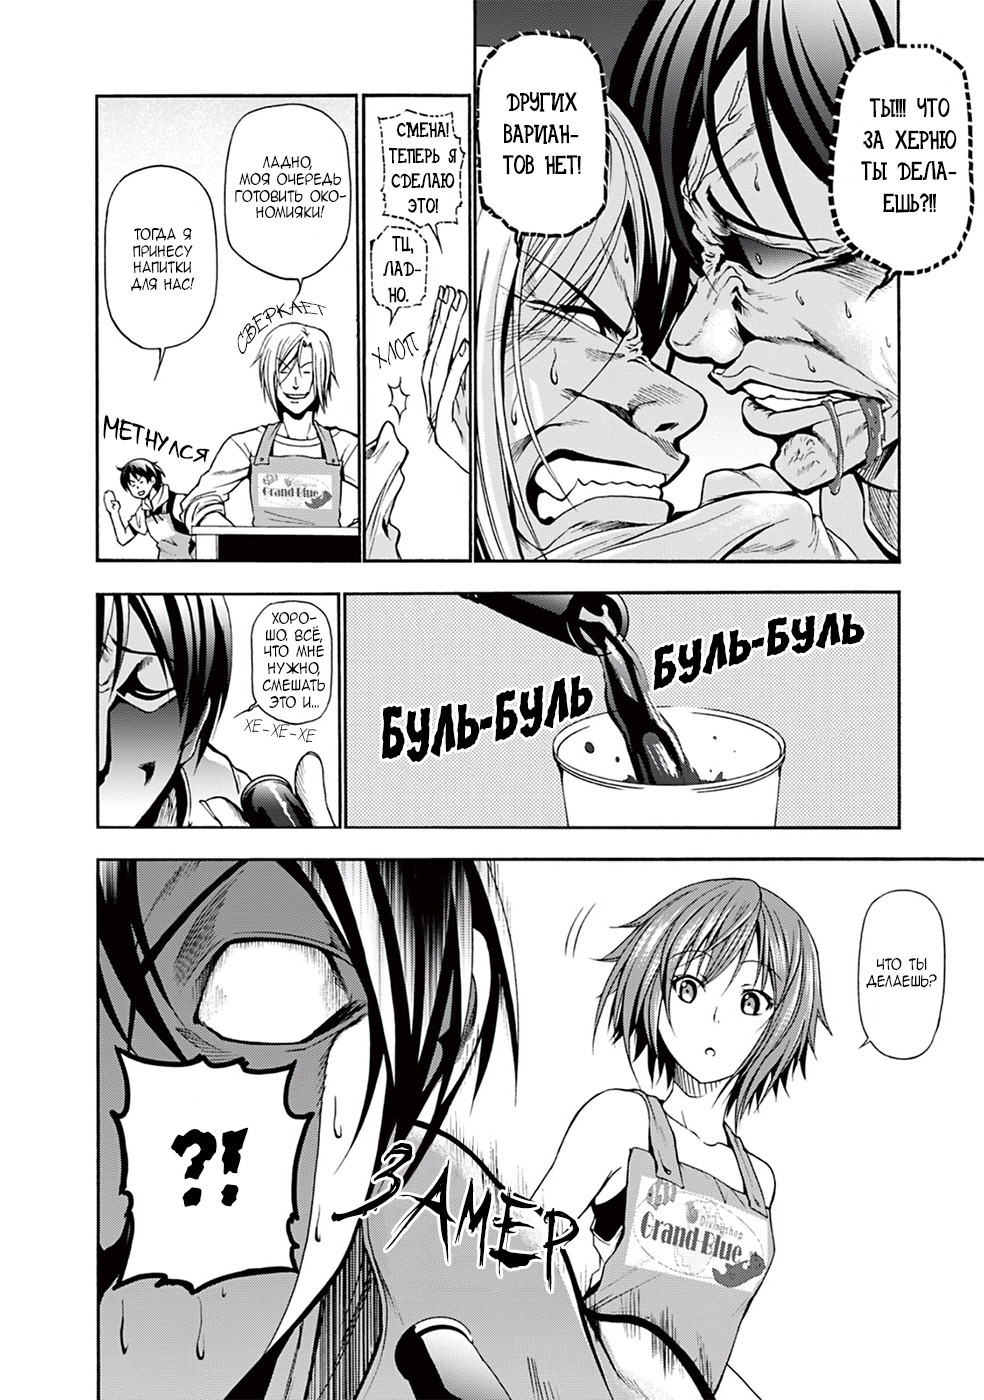 ТЫ!!! ЧТО
ЗА ХЕРНЮ
ТЫ ДЕЛА-
ЕШЬ?!!
ДРУГИХ
ВАРИАН-
ТОВ НЕТ!
СМЕНА!
ТЕПЕРЬ Я
СДЕЛАЮ
ЭТО!
ТЦ,
ЛАД-
НО.
ХЛОП
ЛАДНО,
МОЯ ОЧЕРЕДЬ
ГОТОВИТЬ ОКО-
НОМИЯКИ!
СВЕРКАЕТ
ТОГДА Я
ПРИНЕСУ
НАПИТКИ
ДЛЯ НАС!
МЕТНУЛСЯ
Grand Blue
БУЛЬ-БУЛЬ
БУЛЬ-БУЛЬ
ХОРО-
ШО. ВСЁ,
ЧТО МНЕ
НУЖНО,
СМЕШАТЬ
ЭТО И...
ХЕ-ХЕ-ХЕ
ЧТО ТЫ
ДЕЛАЕШЬ?
?!
ЗАМЕР
Divingshop
Grand Blue